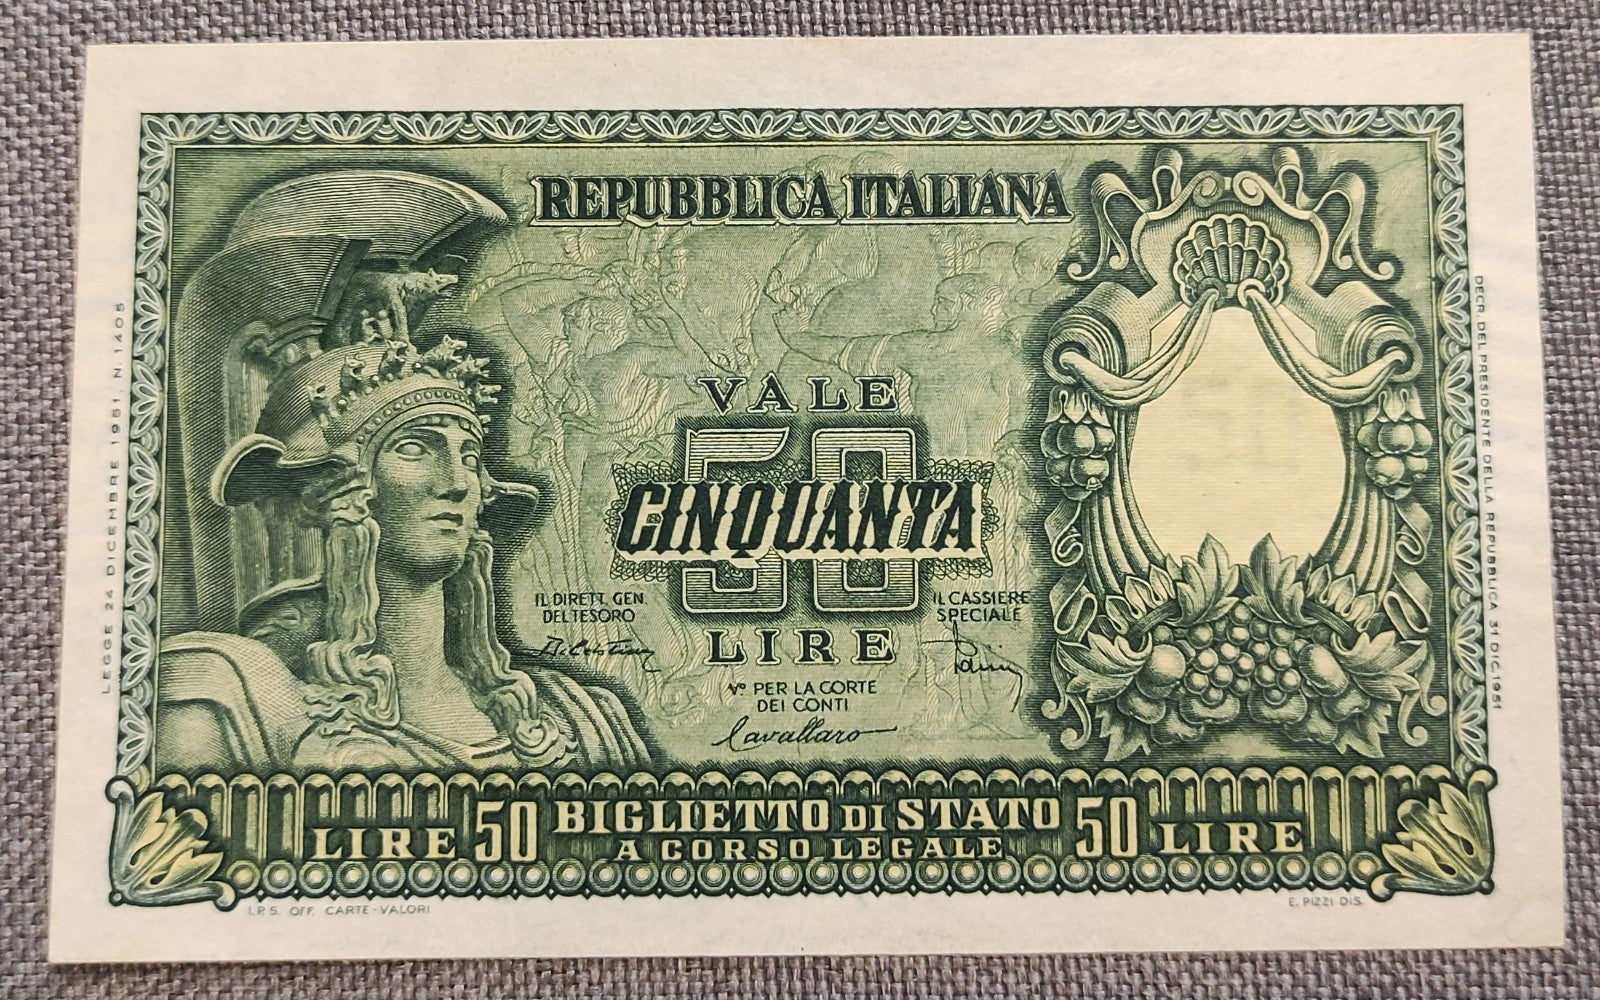 REPUBBLICA ITALIANA
VALE
50
CINQUANTA
LIRE
IL DIRETT. GEN.
DEL TESORO
IL CASSIERE
SPECIALE
Vº PER LA CORTE
DEI CONTI
Cavallaro
LIRE 50 BIGLIETTO DI STATO 50 LIRE
A CORSO LEGALE
LEGGE 24 DICEMBRE 1951. N. 1405
DECR. DEL PRESIDENTE DELLA REPUBBLICA 31 DIC. 1951
I.P.S. OFF. CARTE-VALORI
E. PIZZI DIS.